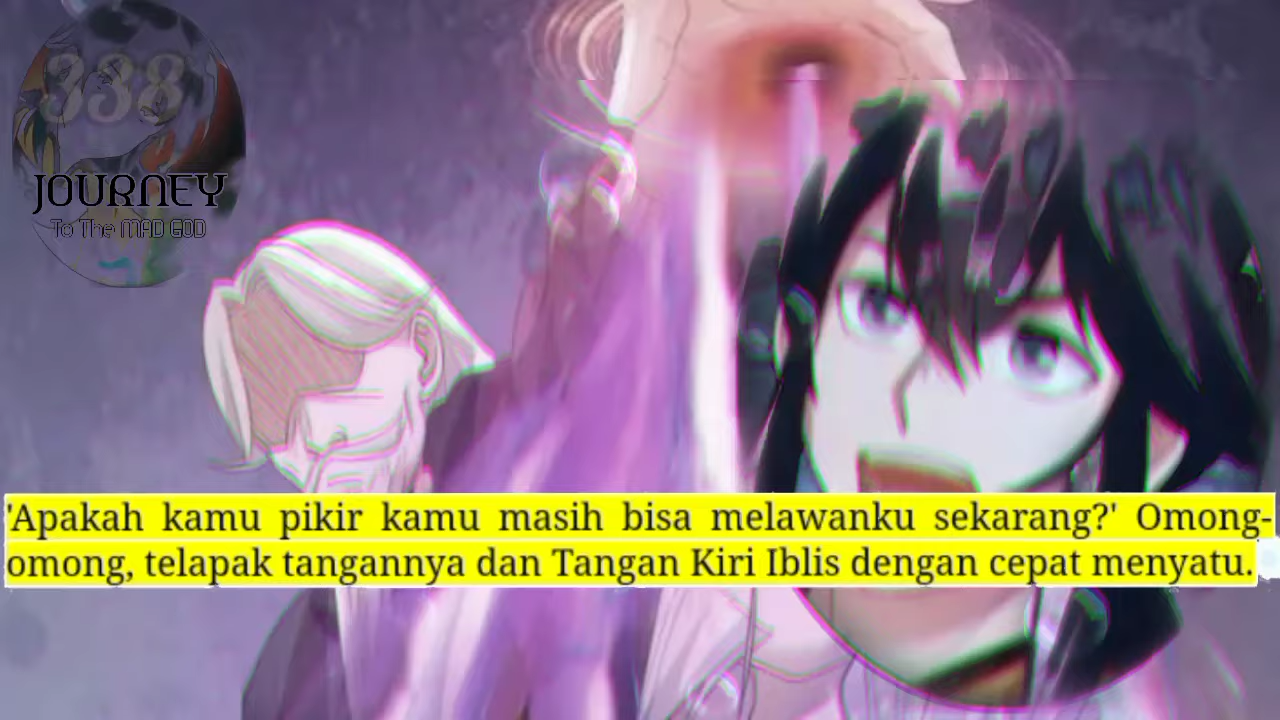 338
JOURNEY
To The MAD GOD
'Apakah kamu pikir kamu masih bisa melawanku sekarang?' Omong-
omong, telapak tangannya dan Tangan Kiri Iblis dengan cepat menyatu.